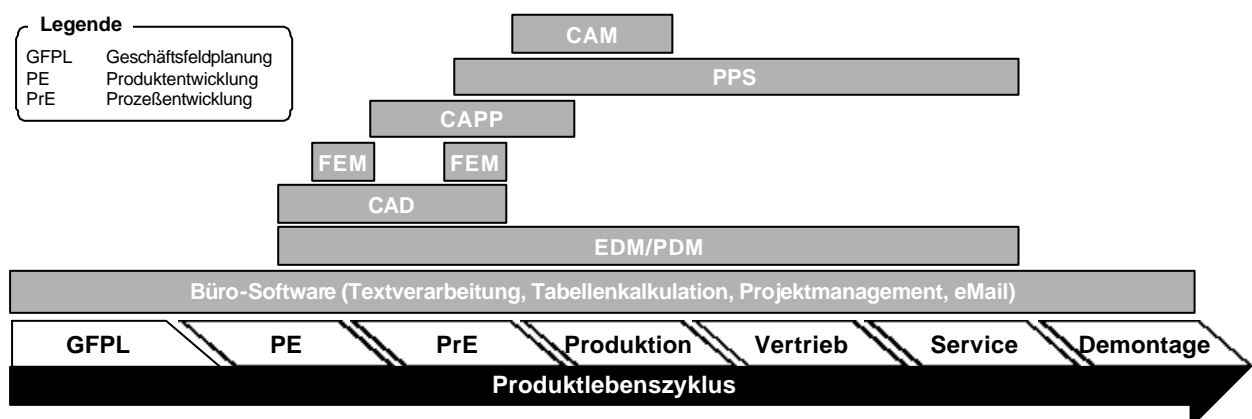 Legende
GFPL Geschäftsfeldplanung
PE Produktentwicklung
PrE Prozeßentwicklung
CAM
PPS
CAPP
FEM FEM
CAD
EDM/PDM
Büro-Software (Textverarbeitung, Tabellenkalkulation, Projektmanagement, eMail)
GFPL PE PrE Produktion Vertrieb Service Demontage
Produktlebenszyklus